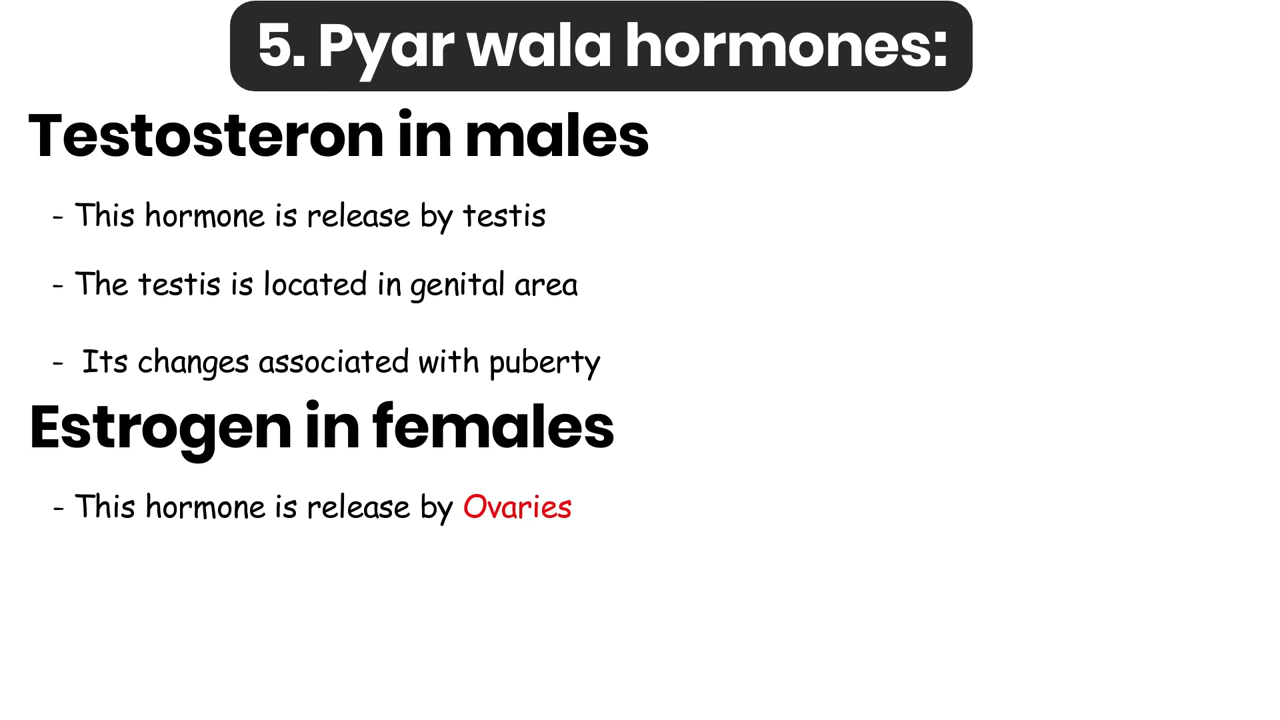 5. Pyar wala hormones:
Testosteron in males
- This hormone is release by testis
- The testis is located in genital area
- Its changes associated with puberty
Estrogen in females
- This hormone is release by Ovaries